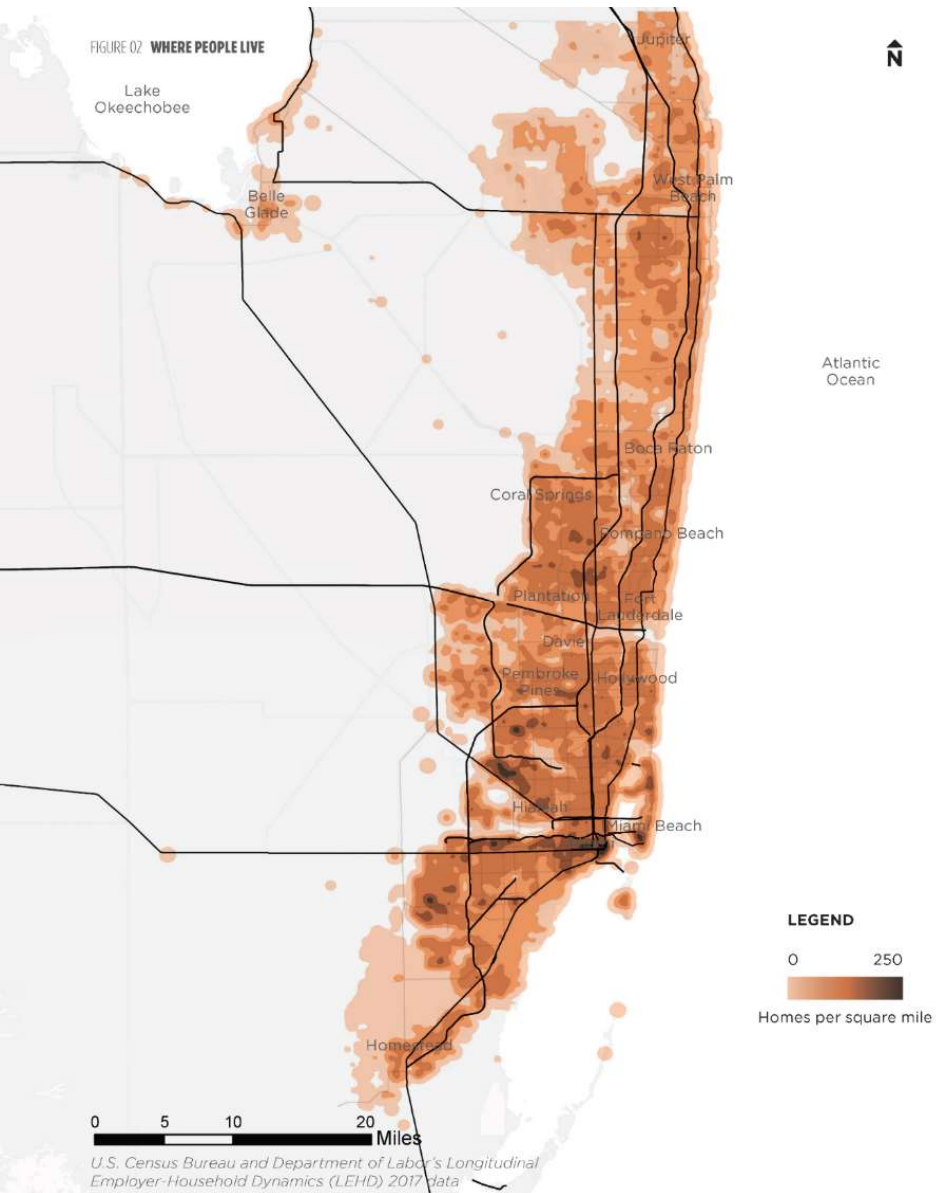 FIGURE 02 WHERE PEOPLE LIVE
N
Jupiter
Lake
Okeechobee
West Palm
Beach
Belle
Glade
Atlantic
Ocean
Boca Raton
Coral Springs
Pompano Beach
Plantation
Fort
Lauderdale
Davie
Pembroke
Pines
Hollywood
Hialeah
Miami Beach
LEGEND
0 250
Homes per square mile
Homestead
0 5 10 20
Miles
U.S. Census Bureau and Department of Labor's Longitudinal
Employer-Household Dynamics (LEHD) 2017 data